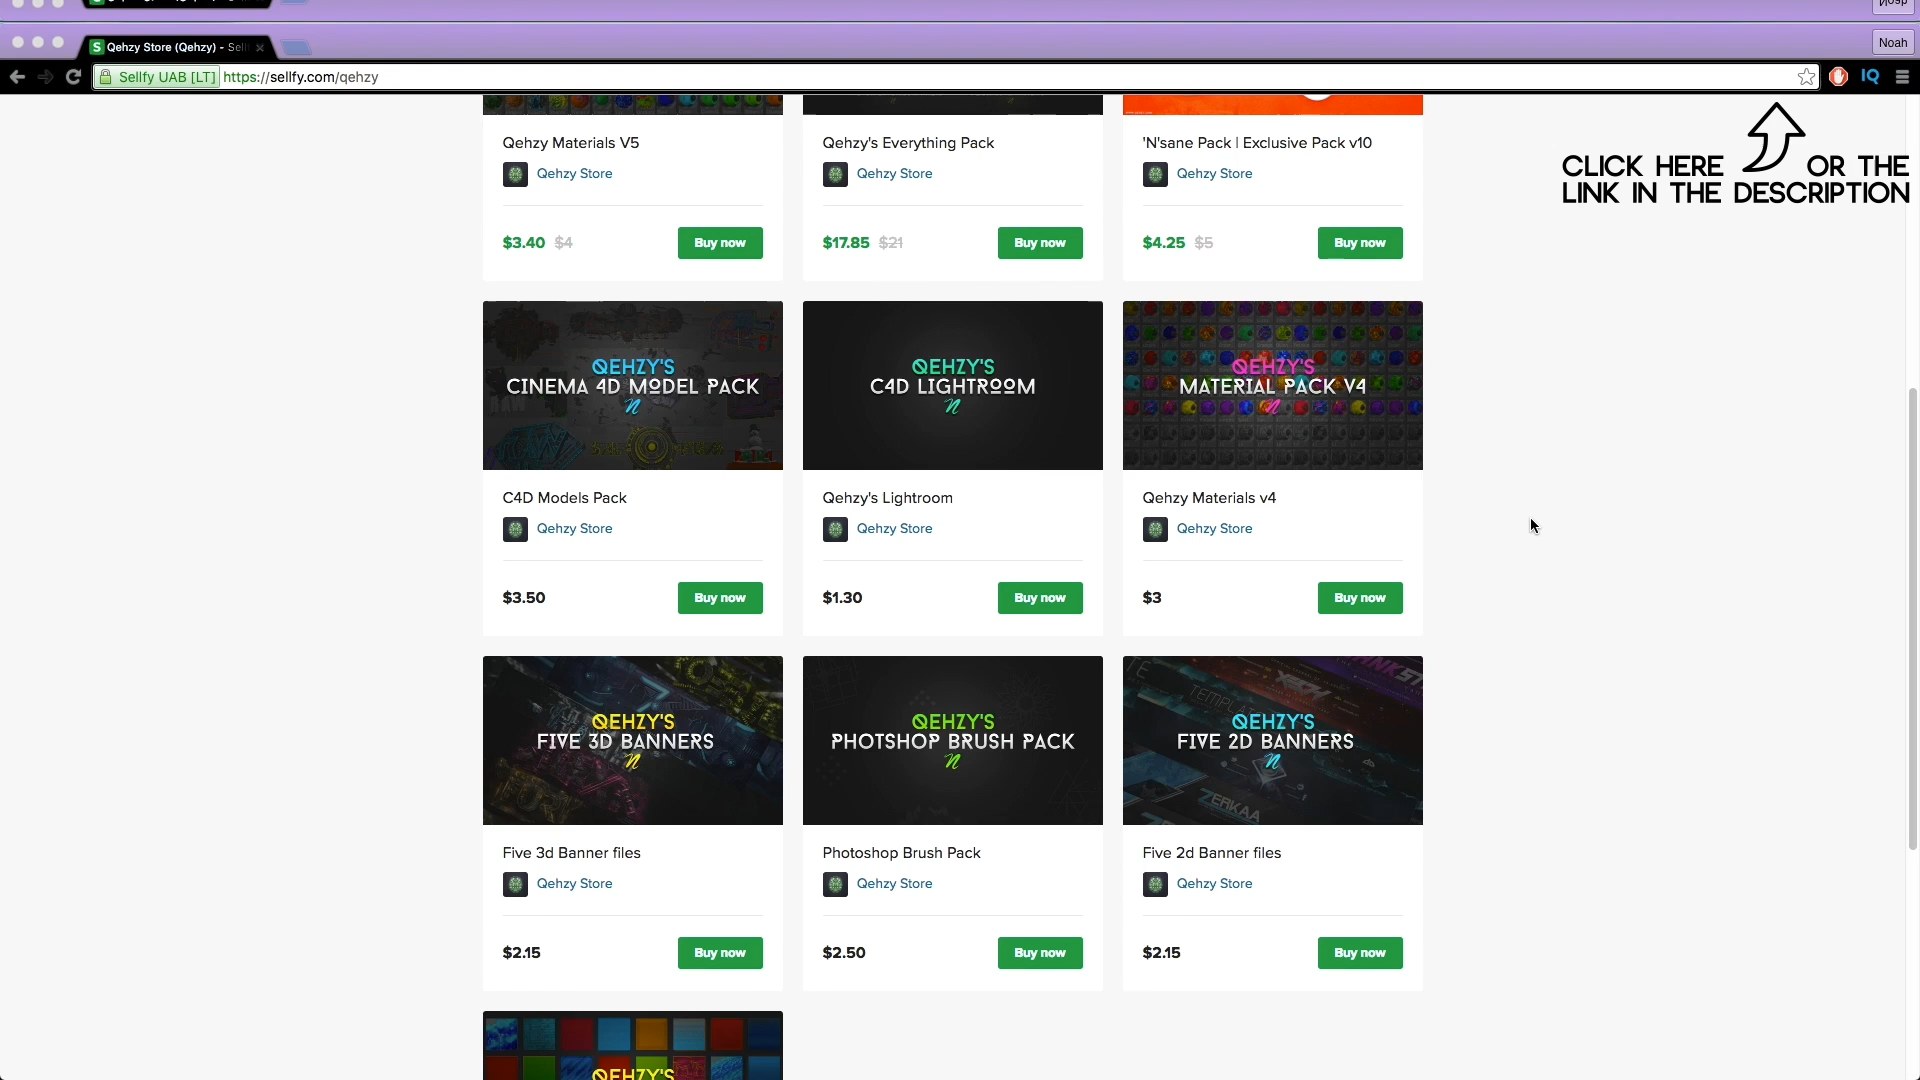 Noah
Qehzy Store (Qehzy) - Sell
Noah
Sellfy UAB [LT] https://sellfy.com/qehzy
IQ
CLICK HERE OR THE
LINK IN THE DESCRIPTION
Qehzy Materials V5
Qehzy Store
$3.40 $4
Buy now
Qehzy's Everything Pack
Qehzy Store
$17.85 $21
Buy now
'N'sane Pack | Exclusive Pack v10
Qehzy Store
$4.25 $5
Buy now
QEHZY'S
CINEMA 4D MODEL PACK
N
C4D Models Pack
Qehzy Store
$3.50
Buy now
QEHZY'S
C4D LIGHTROOM
N
Qehzy's Lightroom
Qehzy Store
$1.30
Buy now
QEHZY'S
MATERIAL PACK V4
N
Qehzy Materials v4
Qehzy Store
$3
Buy now
QEHZY'S
FIVE 3D BANNERS
N
Five 3d Banner files
Qehzy Store
$2.15
Buy now
QEHZY'S
PHOTSHOP BRUSH PACK
N
Photoshop Brush Pack
Qehzy Store
$2.50
Buy now
TEMPLAT
QEHZY'S
FIVE 2D BANNERS
N
ZERKAA
Five 2d Banner files
Qehzy Store
$2.15
Buy now
QEHZY'S